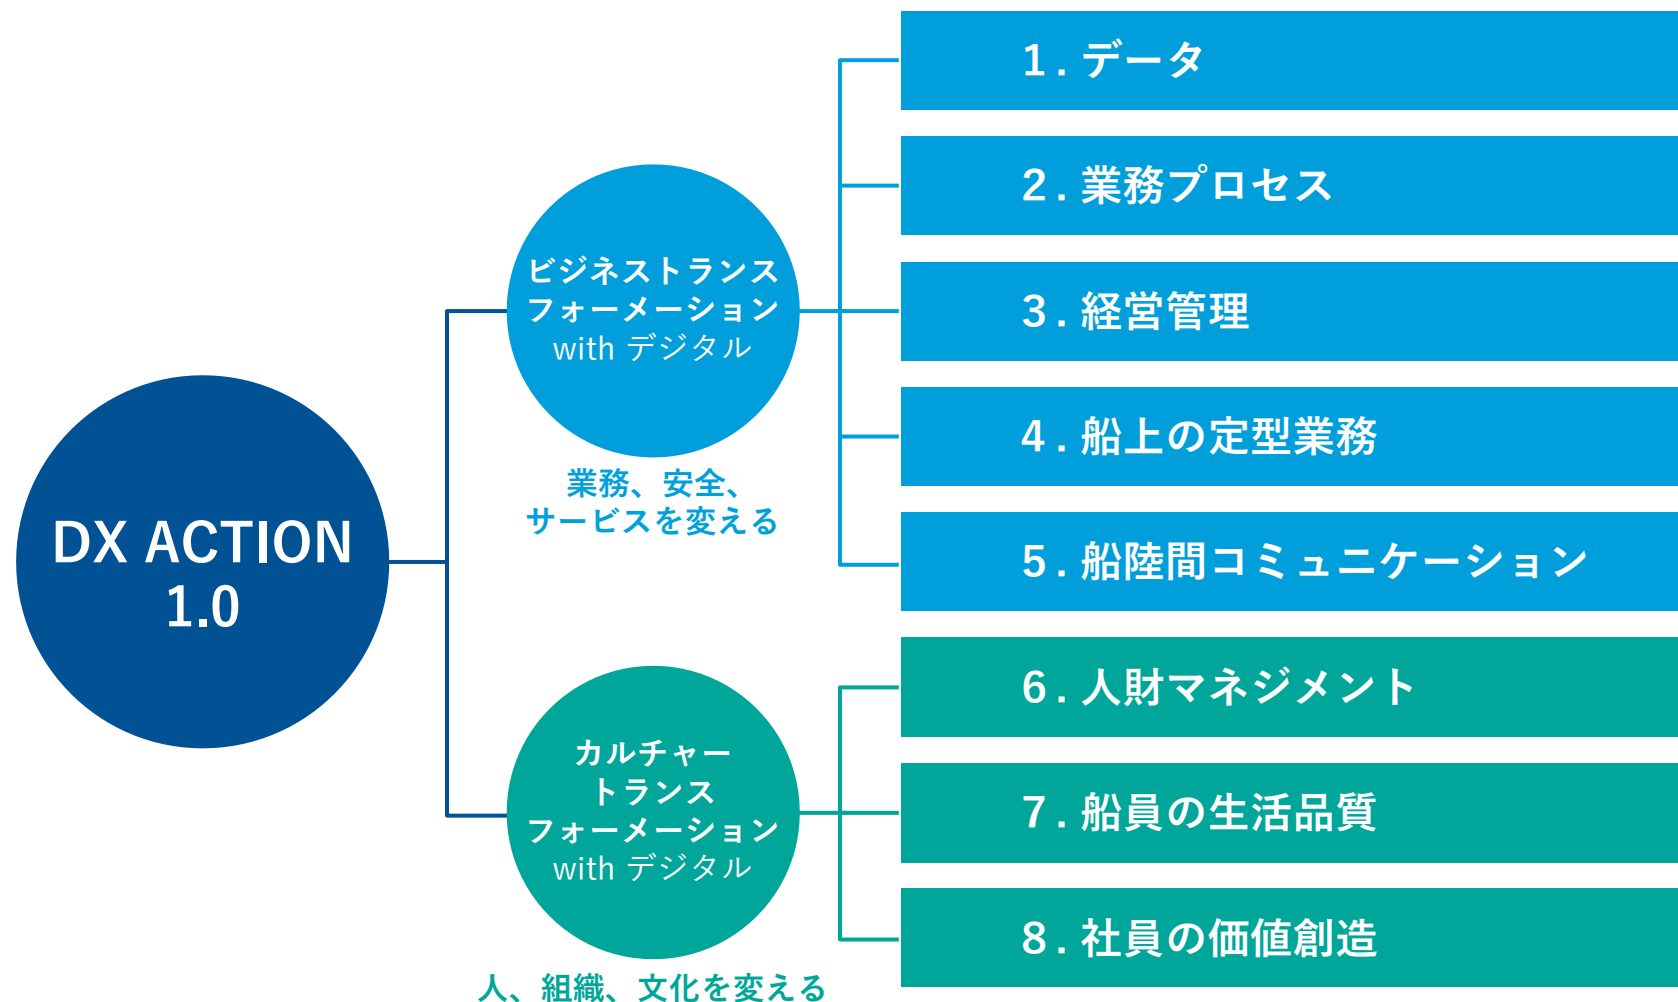 DX ACTION
1.0
ビジネストランス
フォーメーション
with デジタル
業務、安全、
サービスを変える
1. データ
2. 業務プロセス
3. 経営管理
4. 船上の定型業務
5. 船陸間コミュニケーション
カルチャー
トランス
フォーメーション
with デジタル
人、組織、文化を変える
6. 人財マネジメント
7. 船員の生活品質
8. 社員の価値創造